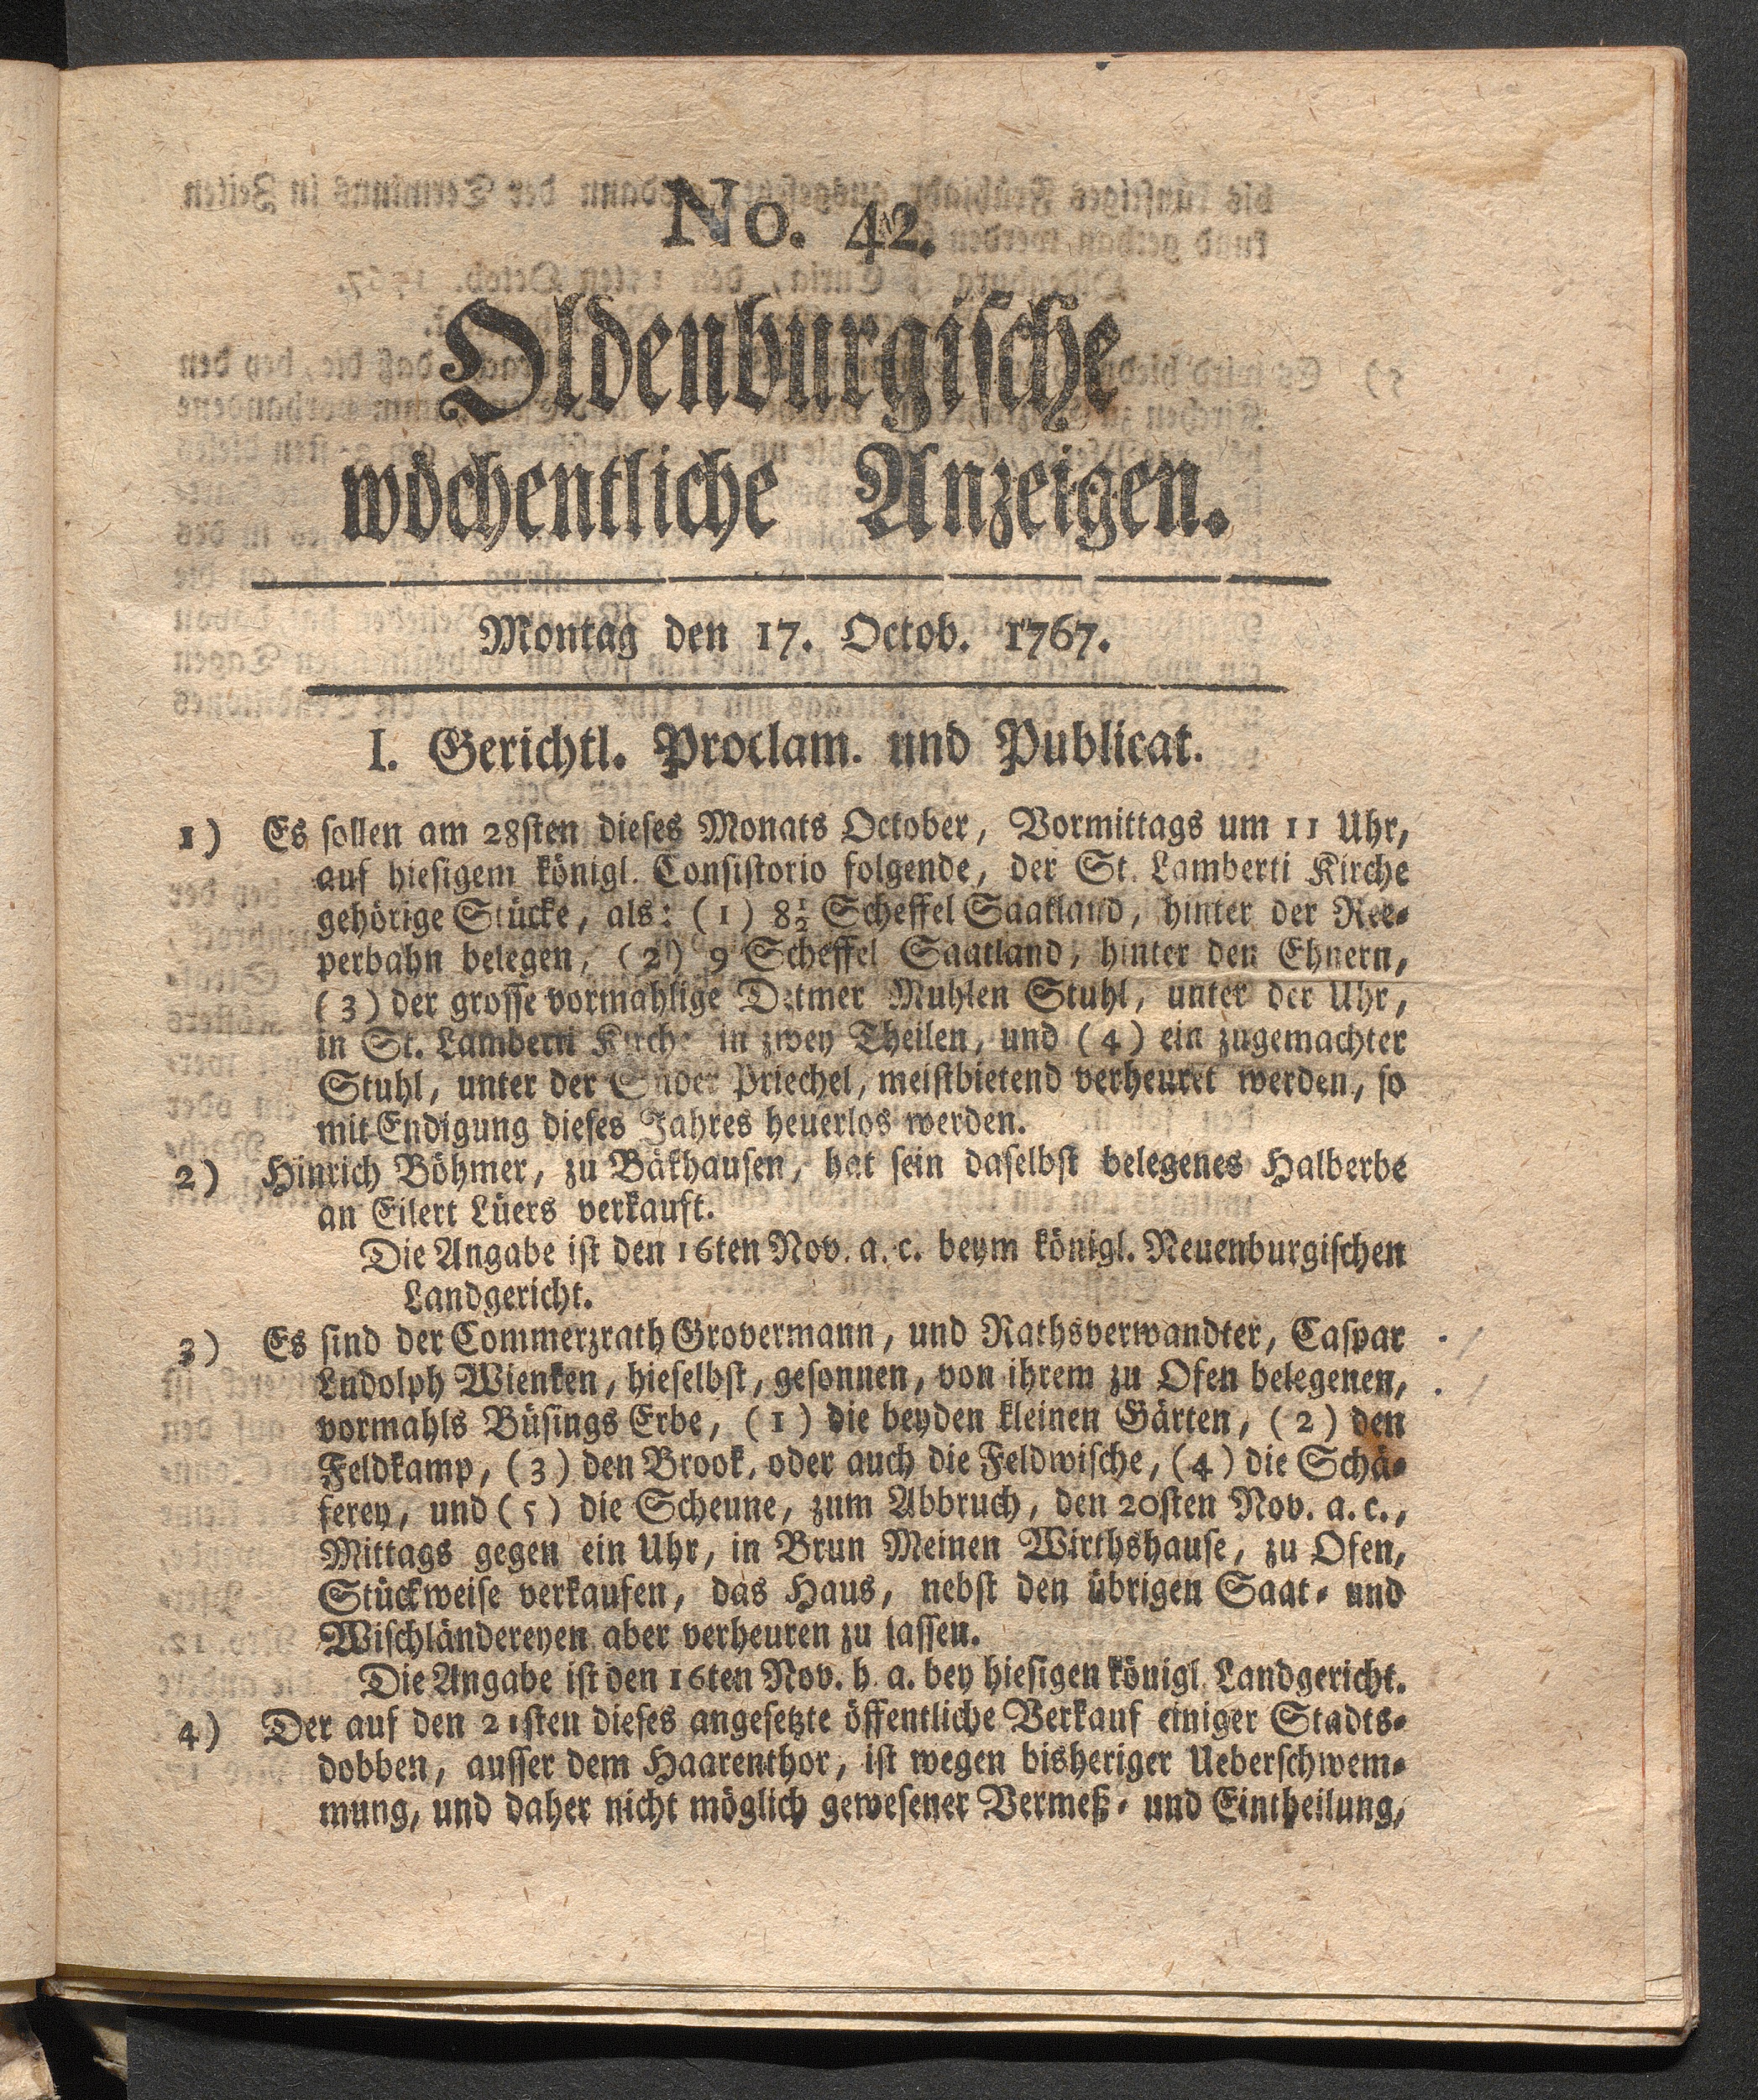 No. 42.
Oldenburgische
wöchentliche Anzeigen.
Montag den 17. Octob. 1767.
I. Gerichtl. Proclam. und Publicat.
1) Es sollen am 28sten dieses Monats October, Vormittags um 11 Uhr,
auf hiesigem königl. Consistorio folgende, der St. Lamberti Kirche
gehörige Stücke, als: (1) 8½ Scheffel Saatland, hinter der Ree-
perbahn belegen, (2) 9 Scheffel Saatland, hinter den Ehnern,
(3) der grosse vormahlige Detmer Muhlen Stuhl, unter der Uhr,
in St. Lamberti Kirche in zwey Theilen, und (4) ein zugemachter
Stuhl, unter der Süder Priechel, meistbietend verheuret werden, so
mit Endigung dieses Jahres heuerlos werden.
2) Hinrich Böhmer, zu Bäkhausen, hat sein daselbst belegenes Halberbe
an Eilert Lüers verkauft.
Die Angabe ist den 16ten Nov. a. c. beym königl. Neuenburgischen
Landgericht.
3) Es sind der Commerzrath Grovermann, und Rathsverwandter, Caspar
Ludolph Wienken, hieselbst, gesonnen, von ihrem zu Ofen belegenen,
vormahls Büsings Erbe, (1) die beyden kleinen Gärten, (2) den
Feldkamp, (3) den Brook, oder auch die Feldwische, (4) die Schä-
ferey, und (5) die Scheune, zum Abbruch, den 20sten Nov. a. c.,
Mittags gegen ein Uhr, in Brun Meinen Wirthshause, zu Ofen,
Stückweise verkaufen, das Haus, nebst den übrigen Saat- und
Wischländereyen aber verheuren zu lassen.
Die Angabe ist den 16ten Nov. h. a. bey hiesigen königl. Landgericht.
4) Der auf den 21sten dieses angesetzte öffentliche Verkauf einiger Stadts-
dobben, ausser dem Haarenthor, ist wegen bisheriger Ueberschwem-
mung, und daher nicht möglich gewesener Vermeß- und Eintheilung,